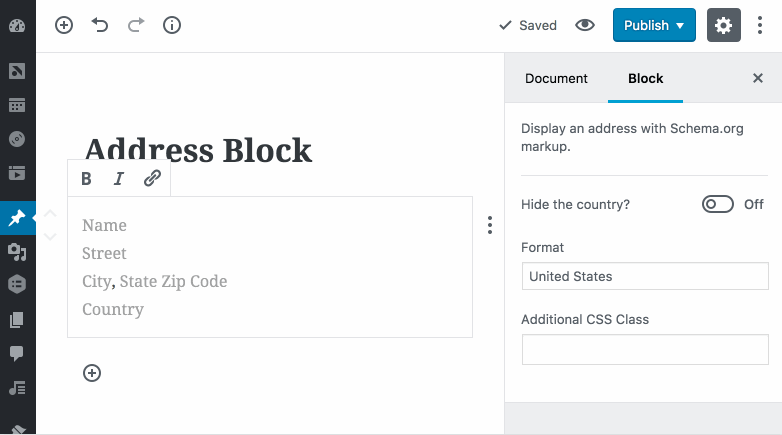 Saved
Publish
Document
Block
Display an address with Schema.org
markup.
Hide the country?
Off
Format
United States
Additional CSS Class
Address Block
B I
Name
Street
City, State Zip Code
Country